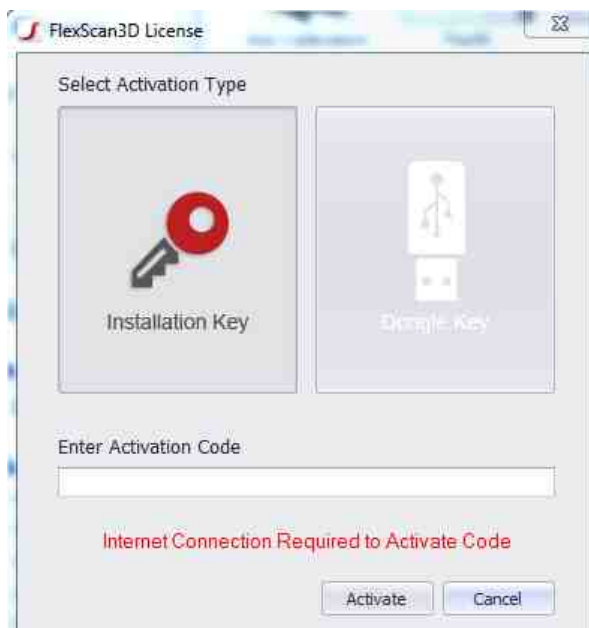 FlexScan3D License
Select Activation Type
Installation Key
Dongle Key
Enter Activation Code
Internet Connection Required to Activate Code
Activate
Cancel